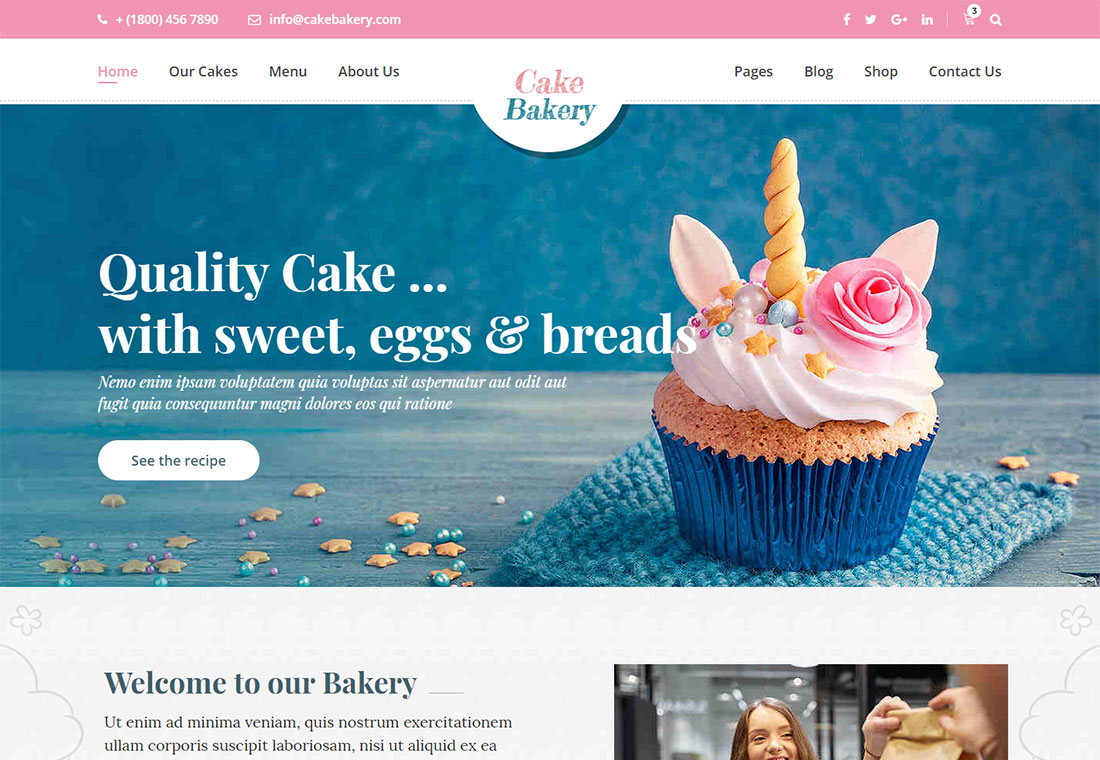 + (1800) 456 7890 info@cakebakery.com 3
Home Our Cakes Menu About Us
Cake
Bakery
Pages Blog Shop Contact Us
Quality Cake ...
with sweet, eggs & breads
Nemo enim ipsam voluptatem quia voluptas sit aspernatur aut odit aut
fugit quia consequuntur magni dolores eos qui ratione
See the recipe
Welcome to our Bakery
Ut enim ad minima veniam, quis nostrum exercitationem
ullam corporis suscipit laboriosam, nisi ut aliquid ex ea